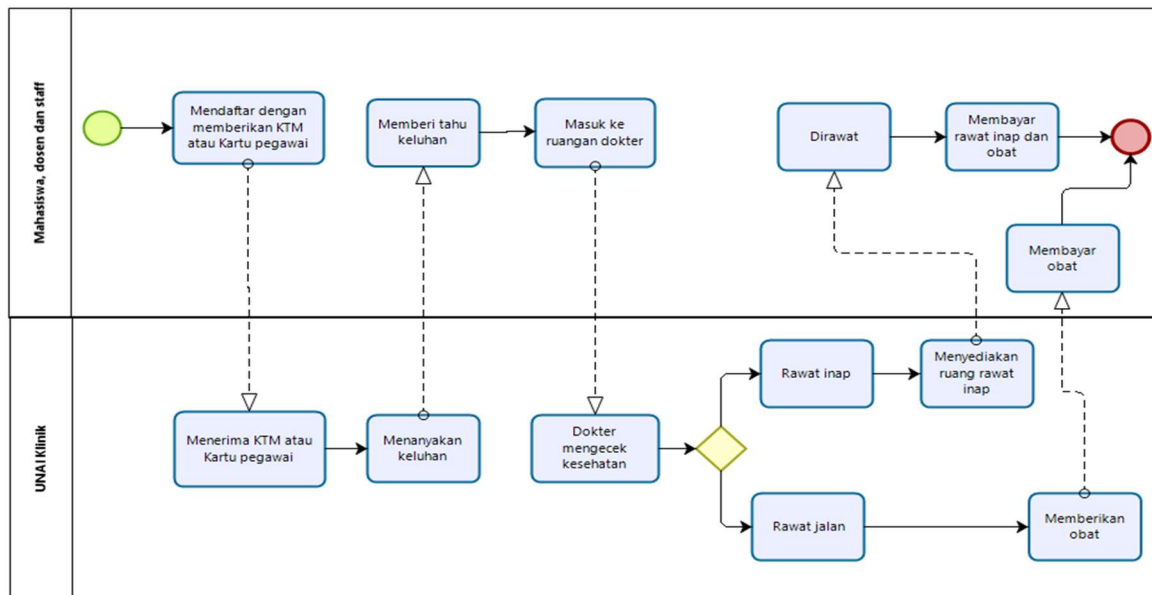 Mahasiswa, dosen dan staff
Mendaftar dengan
memberikan KTM
atau Kartu pegawai
Memberi tahu
keluhan
Masuk ke
ruangan dokter
Dirawat
Membayar
rawat inap dan
obat
Membayar
obat
UNAI Klinik
Menerima KTM atau
Kartu pegawai
Menanyakan
keluhan
Dokter
mengecek
kesehatan
Rawat inap
Menyediakan
ruang rawat
inap
Rawat jalan
Memberikan
obat